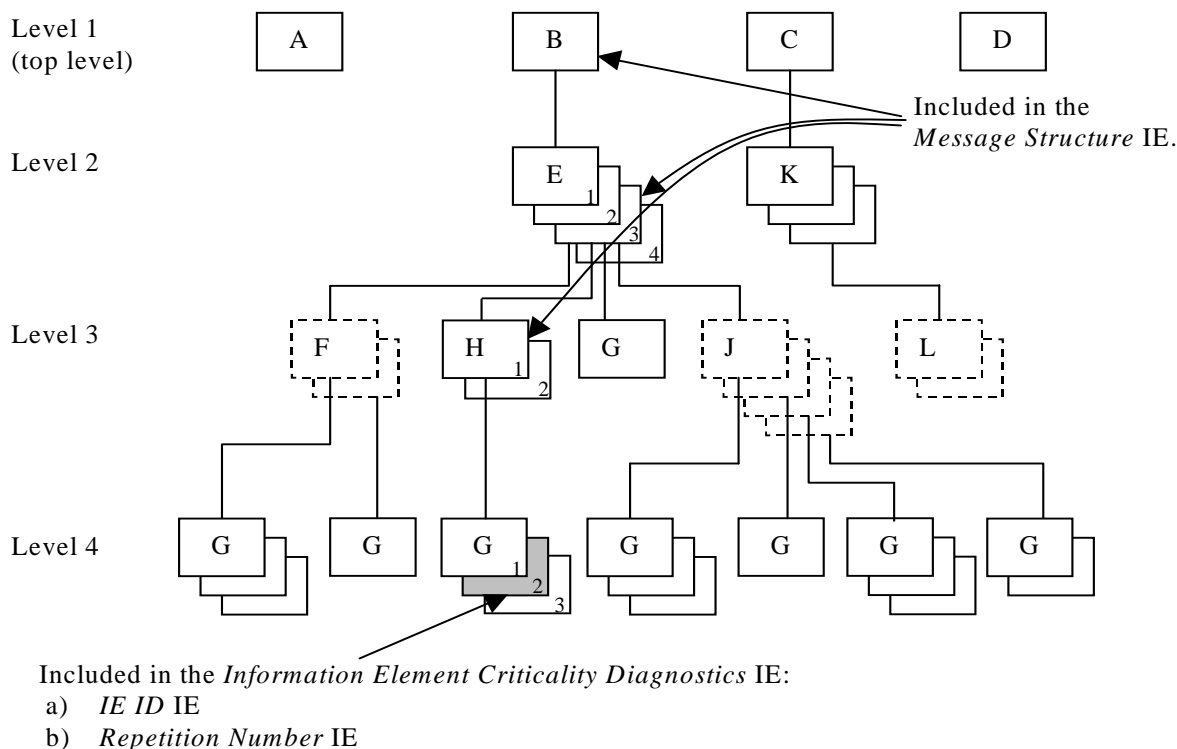 Level 1
(top level)
A
B
C
D
Included in the
Message Structure IE.
Level 2
E
1
2
3
4
K
Level 3
F
H
1
2
G
J
L
Level 4
G
G
G
1
2
3
G
G
G
G
Included in the Information Element Criticality Diagnostics IE:
a) IE ID IE
b) Repetition Number IE